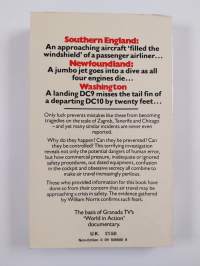 Southern England:
An approaching aircraft 'filled the
windshield' of a passenger airliner...
Newfoundland:
A jumbo jet goes into a dive as all
four engines die...
Washington
A landing DC9 misses the tail fin of
a departing DC10 by twenty feet...
Only luck prevents mistakes like these from becoming
tragedies on the scale of Zagreb, Tenerife and Chicago
– and yet many similar incidents are never even
reported.
Why do they happen? Can they be prevented? Can
they be controlled? This terrifying investigation
reveals not only the potential dangers of human error,
but how commercial pressure, inadequate or ignored
safety procedures, out dated equipment, confusion
in the cockpit and obsessive secrecy all combine to
make air travel increasingly perilous.
Those who provided information for this book have
done so from their concern that air travel may be
approaching a crisis in safety. The evidence gathered
by William Norris confirms such fears.
The basis of Granada TV's
'World in Action'
documentary.
U.K. £1·50